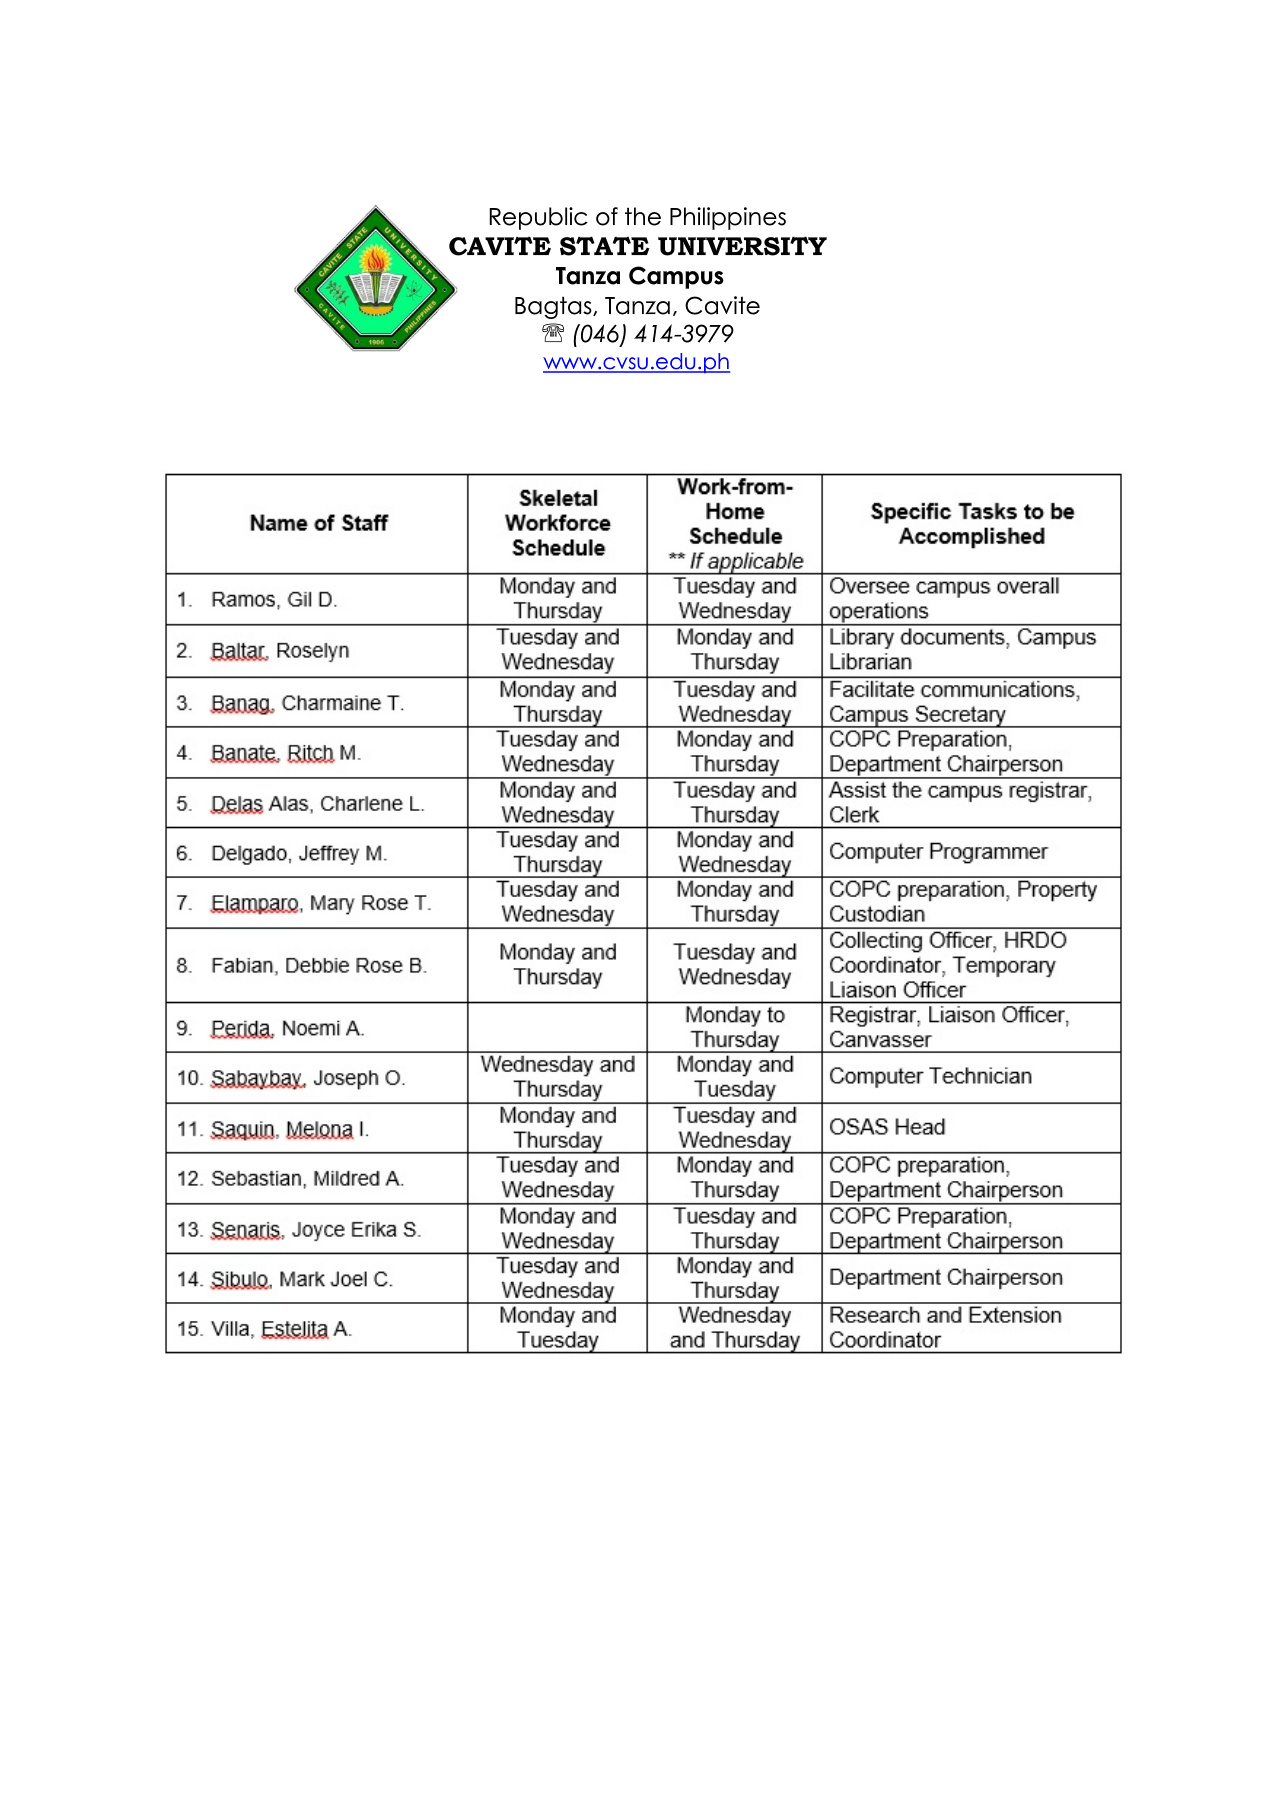 Republic of the Philippines
CAVITE STATE UNIVERSITY
Tanza Campus
Bagtas, Tanza, Cavite
☏ (046) 414-3979
www.cvsu.edu.ph
CAVITE STATE UNIVERSITY
CAVITE
1906
PHILIPPINES
Name of Staff
Skeletal
Workforce
Schedule
Work-from-
Home
Schedule
** If applicable
Specific Tasks to be
Accomplished
1. Ramos, Gil D.
Monday and
Thursday
Tuesday and
Wednesday
Oversee campus overall
operations
2. Baltar, Roselyn
Tuesday and
Wednesday
Monday and
Thursday
Library documents, Campus
Librarian
3. Banag, Charmaine T.
Monday and
Thursday
Tuesday and
Wednesday
Facilitate communications,
Campus Secretary
4. Banate, Ritch M.
Tuesday and
Wednesday
Monday and
Thursday
COPC Preparation,
Department Chairperson
5. Delas Alas, Charlene L.
Monday and
Wednesday
Tuesday and
Thursday
Assist the campus registrar,
Clerk
6. Delgado, Jeffrey M.
Tuesday and
Thursday
Monday and
Wednesday
Computer Programmer
7. Elamparo, Mary Rose T.
Tuesday and
Wednesday
Monday and
Thursday
COPC preparation, Property
Custodian
8. Fabian, Debbie Rose B.
Monday and
Thursday
Tuesday and
Wednesday
Collecting Officer, HRDO
Coordinator, Temporary
Liaison Officer
9. Perida, Noemi A.
Monday to
Thursday
Registrar, Liaison Officer,
Canvasser
10. Sabaybay, Joseph O.
Wednesday and
Thursday
Monday and
Tuesday
Computer Technician
11. Saquin, Melona I.
Monday and
Thursday
Tuesday and
Wednesday
OSAS Head
12. Sebastian, Mildred A.
Tuesday and
Wednesday
Monday and
Thursday
COPC preparation,
Department Chairperson
13. Senaris, Joyce Erika S.
Monday and
Wednesday
Tuesday and
Thursday
COPC Preparation,
Department Chairperson
14. Sibulo, Mark Joel C.
Tuesday and
Wednesday
Monday and
Thursday
Department Chairperson
15. Villa, Estelita A.
Monday and
Tuesday
Wednesday
and Thursday
Research and Extension
Coordinator